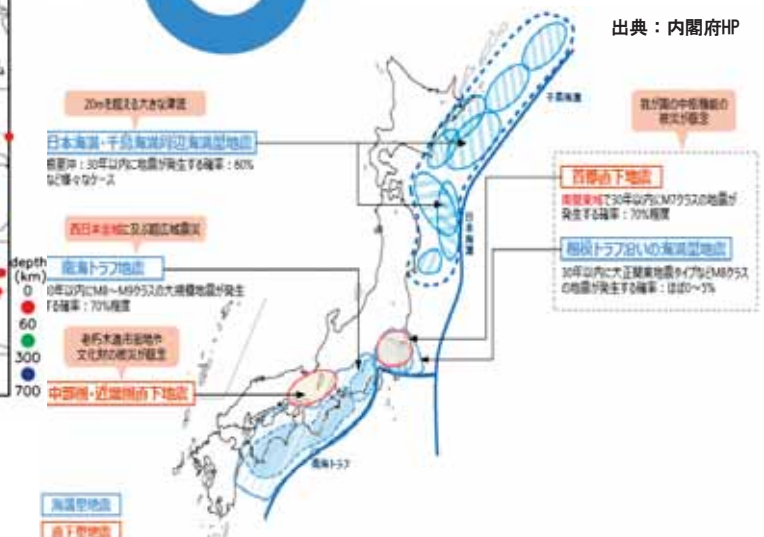 出典：内閣府HP
20mを超える大きな津波
日本海溝・千島海溝周辺海溝型地震
根室沖：30年以内に地震が発生する確率：60%
など様々なケース
千島海溝
我が国の中枢機能の
被災が懸念
首都直下地震
南関東域で30年以内にM7クラスの地震が
発生する確率：70%程度
相模トラフ沿いの海溝型地震
30年以内に大正関東地震タイプなどM8クラス
の地震が発生する確率：ほぼ0～5%
日本海溝
西日本全域に及ぶ超広域震災
南海トラフ地震
0年以内にM8～M9クラスの大規模地震が発生
する確率：70%程度
老朽木造市街地や
文化財の被災が懸念
中部圏・近畿圏直下地震
南海トラフ
depth
(km)
0
60
300
700
海溝型地震
直下型地震